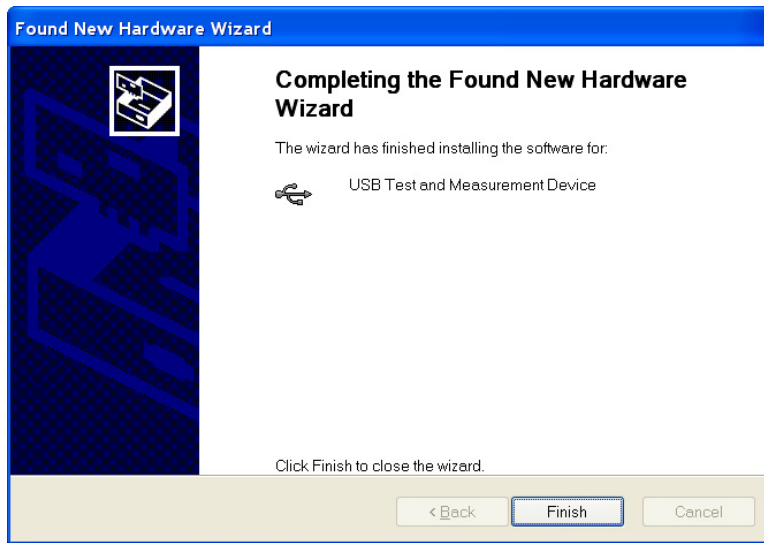 Found New Hardware Wizard
Completing the Found New Hardware
Wizard
The wizard has finished installing the software for:
USB Test and Measurement Device
Click Finish to close the wizard.
< Back
Finish
Cancel